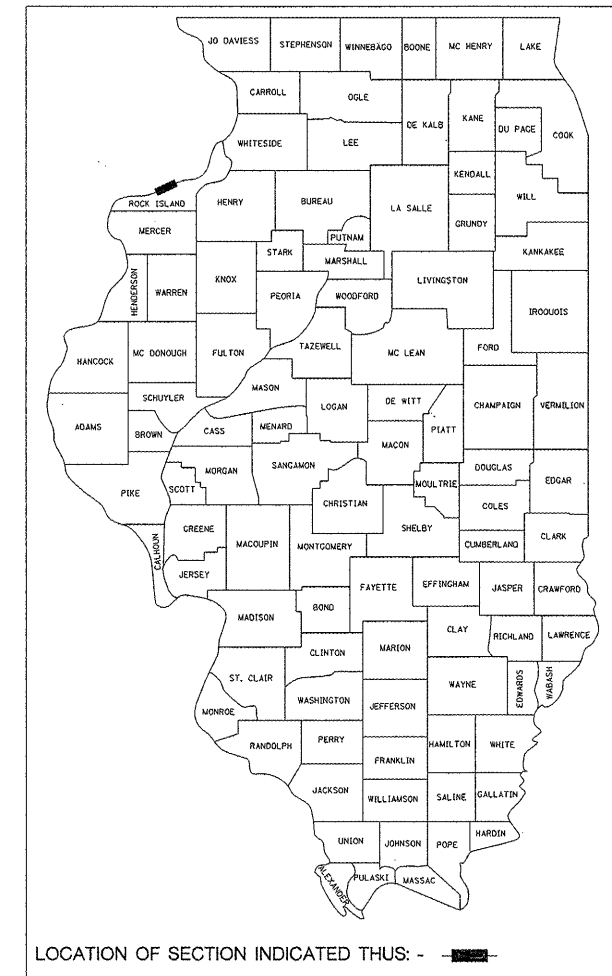 JO DAVIESS
STEPHENSON
WINNEBAGO
BOONE
MC HENRY
LAKE
CARROLL
OGLE
DE KALB
KANE
DU PAGE
COOK
WHITESIDE
LEE
KENDALL
WILL
ROCK ISLAND
HENRY
BUREAU
LA SALLE
GRUNDY
MERCER
PUTNAM
KANKAKEE
STARK
MARSHALL
HENDERSON
WARREN
KNOX
PEORIA
WOODFORD
LIVINGSTON
IROQUOIS
HANCOCK
MC DONOUGH
FULTON
TAZEWELL
MC LEAN
FORD
MASON
SCHUYLER
LOGAN
DE WITT
CHAMPAIGN
VERMILION
ADAMS
BROWN
CASS
MENARD
MACON
PIATT
MORGAN
SANGAMON
DOUGLAS
EDGAR
PIKE
SCOTT
CHRISTIAN
MOULTRIE
COLES
CALHOUN
GREENE
MACOUPIN
MONTGOMERY
SHELBY
CUMBERLAND
CLARK
JERSEY
FAYETTE
EFFINGHAM
JASPER
CRAWFORD
MADISON
BOND
CLAY
RICHLAND
LAWRENCE
CLINTON
MARION
ST. CLAIR
WAYNE
EDWARDS
WABASH
MONROE
WASHINGTON
JEFFERSON
RANDOLPH
PERRY
HAMILTON
WHITE
FRANKLIN
JACKSON
WILLIAMSON
SALINE
GALLATIN
UNION
JOHNSON
POPE
HARDIN
ALEXANDER
PULASKI
MASSAC
LOCATION OF SECTION INDICATED THUS: -